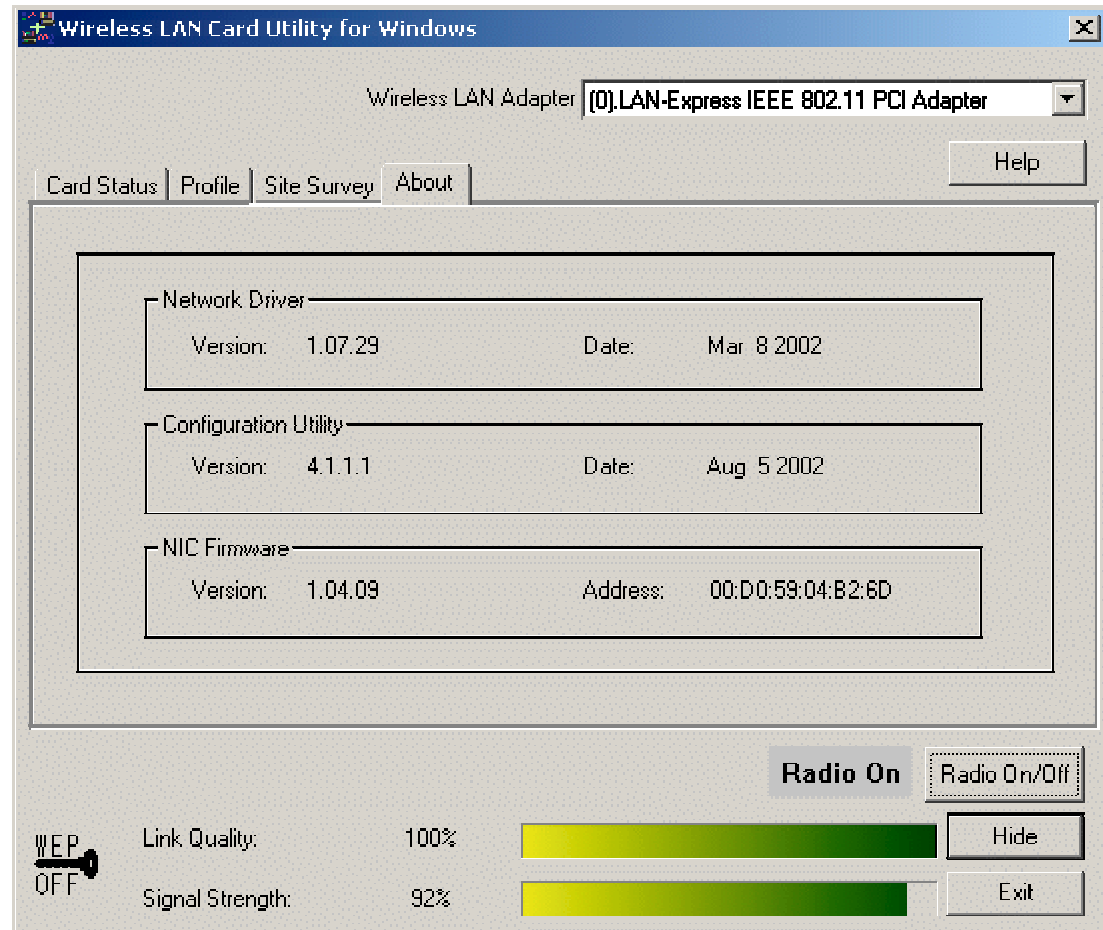 Wireless LAN Card Utility for Windows
Wireless LAN Adapter (0).LAN-Express IEEE 802.11 PCI Adapter
Help
Card Status Profile Site Survey About
Network Driver
Version: 1.07.29 Date: Mar 8 2002
Configuration Utility
Version: 4.1.1.1 Date: Aug 5 2002
NIC Firmware
Version: 1.04.09 Address: 00:D0:59:04:B2:6D
Radio On Radio On/Off
WEP
OFF
Link Quality: 100% Hide
Signal Strength: 92% Exit